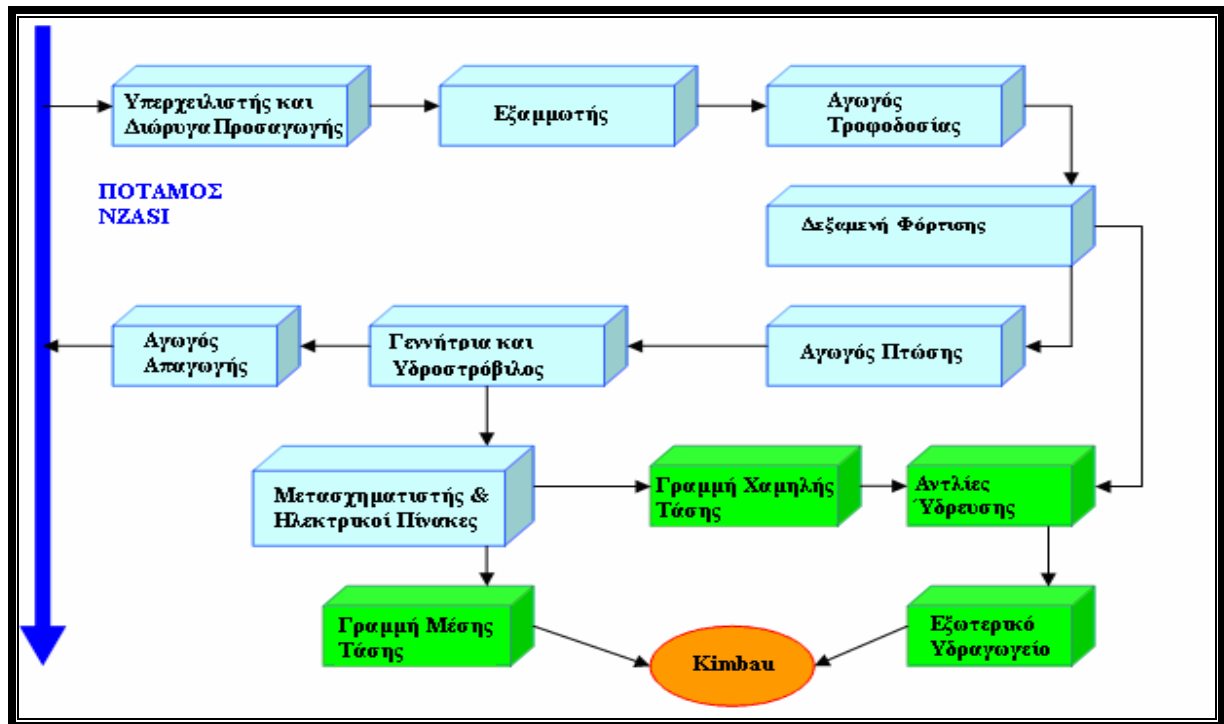 Υπερχειλιστής και
Διώρυγα Προσαγωγής
Εξαμμωτής
Αγωγός
Τροφοδοσίας
ΠΟΤΑΜΟΣ
NZASI
Δεξαμενή Φόρτισης
Αγωγός
Απαγωγής
Γεννήτρια και
Υδροστρόβιλος
Αγωγός Πτώσης
Μετασχηματιστής &
Ηλεκτρικοί Πίνακες
Γραμμή Χαμηλής
Τάσης
Αντλίες
Ύδρευσης
Γραμμή Μέσης
Τάσης
Kimbau
Εξωτερικό
Υδραγωγείο